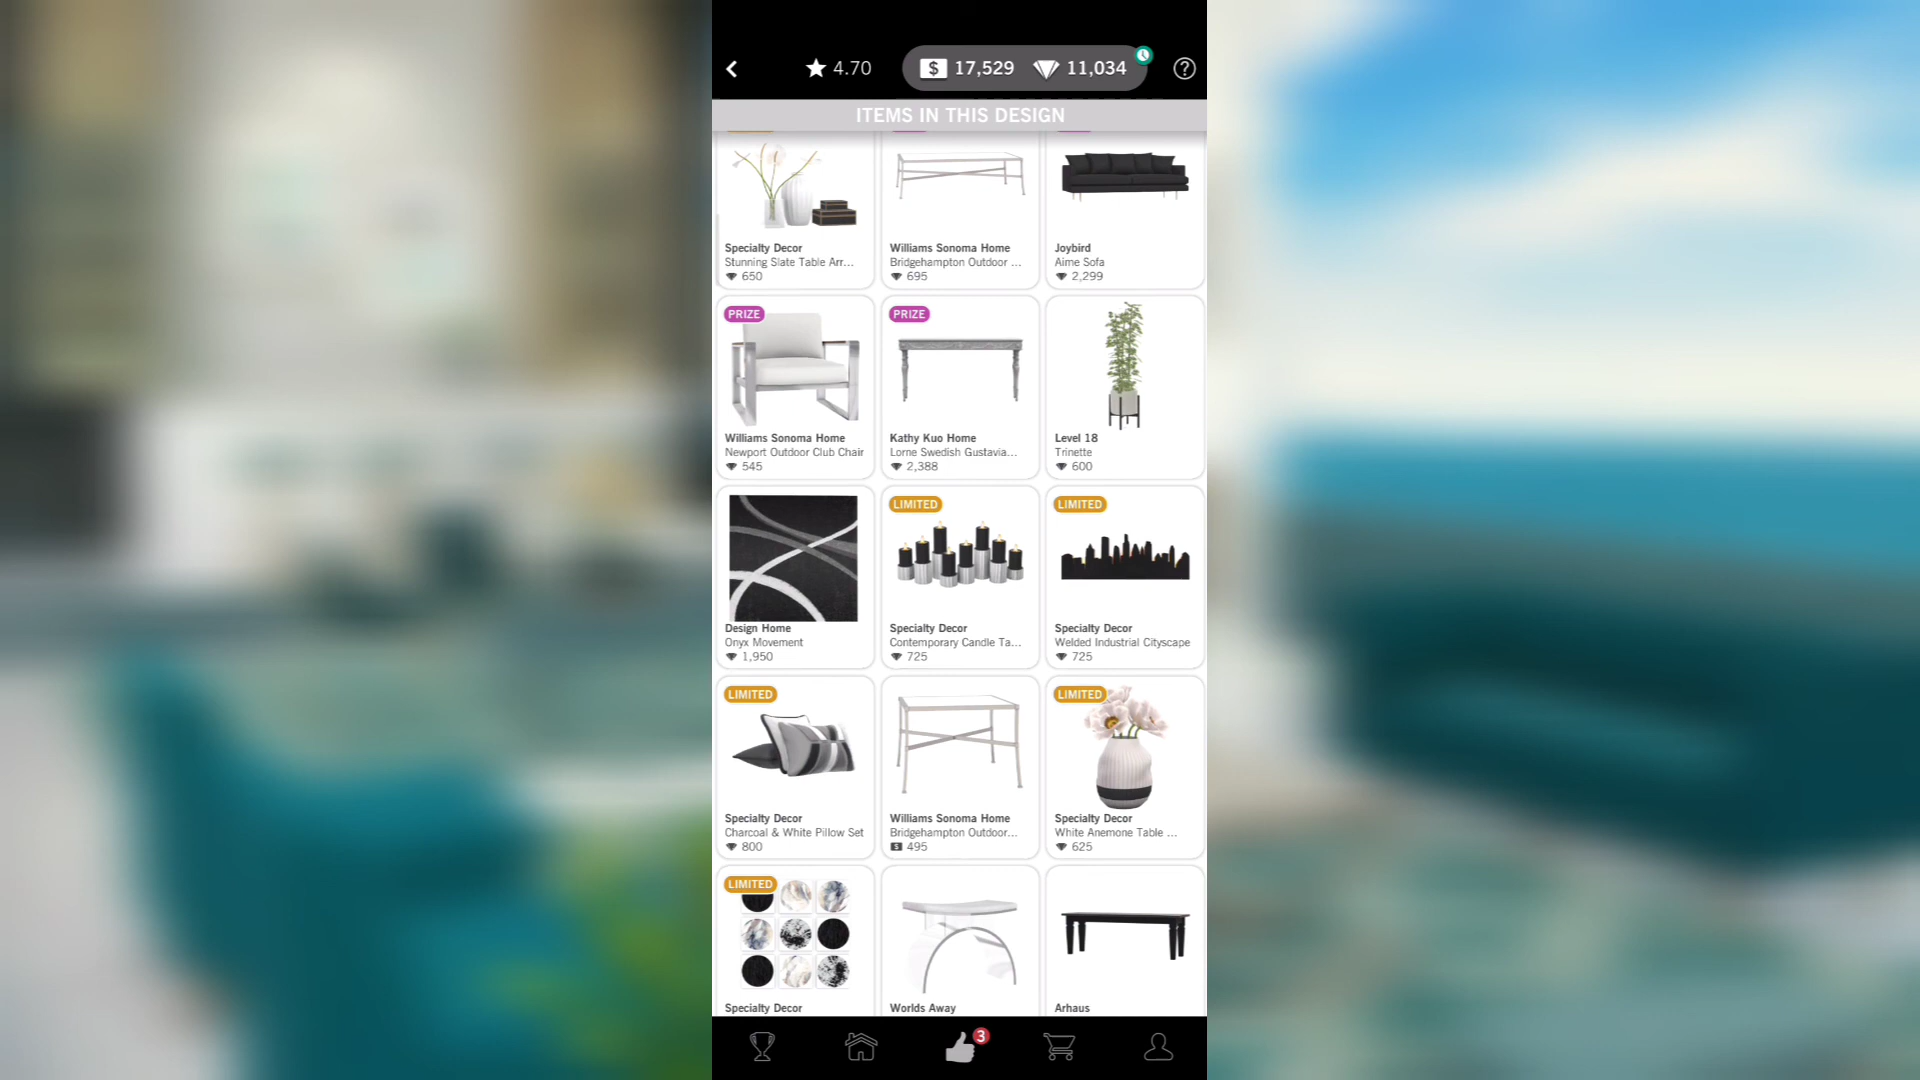 4.70
$ 17,529
11,034
?
ITEMS IN THIS DESIGN
Specialty Decor
Stunning Slate Table Arr...
650
Williams Sonoma Home
Bridgehampton Outdoor ...
695
Joybird
Aime Sofa
2,299
PRIZE
Williams Sonoma Home
Newport Outdoor Club Chair
545
PRIZE
Kathy Kuo Home
Lorne Swedish Gustavia...
2,388
Level 18
Trinette
600
Design Home
Onyx Movement
1,950
LIMITED
Specialty Decor
Contemporary Candle Ta...
725
LIMITED
Specialty Decor
Welded Industrial Cityscape
725
LIMITED
Specialty Decor
Charcoal & White Pillow Set
800
Williams Sonoma Home
Bridgehampton Outdoor...
$ 495
LIMITED
Specialty Decor
White Anemone Table ...
625
LIMITED
Specialty Decor
Worlds Away
Arhaus
3